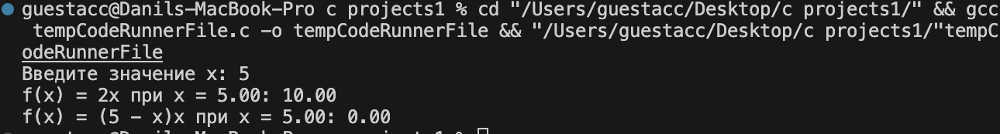 guestacc@Danils-MacBook-Pro c projects1 % cd "/Users/guestacc/Desktop/c projects1/" && gcc
tempCodeRunnerFile.c -o tempCodeRunnerFile && "/Users/guestacc/Desktop/c projects1/"tempC
odeRunnerFile
Введите значение x: 5
f(x) = 2x при x = 5.00: 10.00
f(x) = (5 - x)x при x = 5.00: 0.00